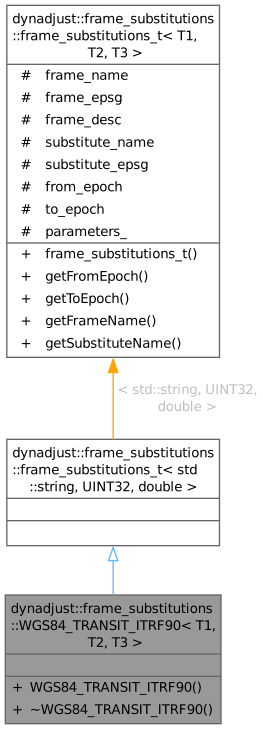 dynadjust::frame_substitutions
::frame_substitutions_t< T1,
T2, T3 >
# frame_name
# frame_epsg
# frame_desc
# substitute_name
# substitute_epsg
# from_epoch
# to_epoch
# parameters_
+ frame_substitutions_t()
+ getFromEpoch()
+ getToEpoch()
+ getFrameName()
+ getSubstituteName()
< std::string, UINT32,
double >
dynadjust::frame_substitutions
::frame_substitutions_t< std
::string, UINT32, double >
dynadjust::frame_substitutions
::WGS84_TRANSIT_ITRF90< T1,
T2, T3 >
+ WGS84_TRANSIT_ITRF90()
+ ~WGS84_TRANSIT_ITRF90()